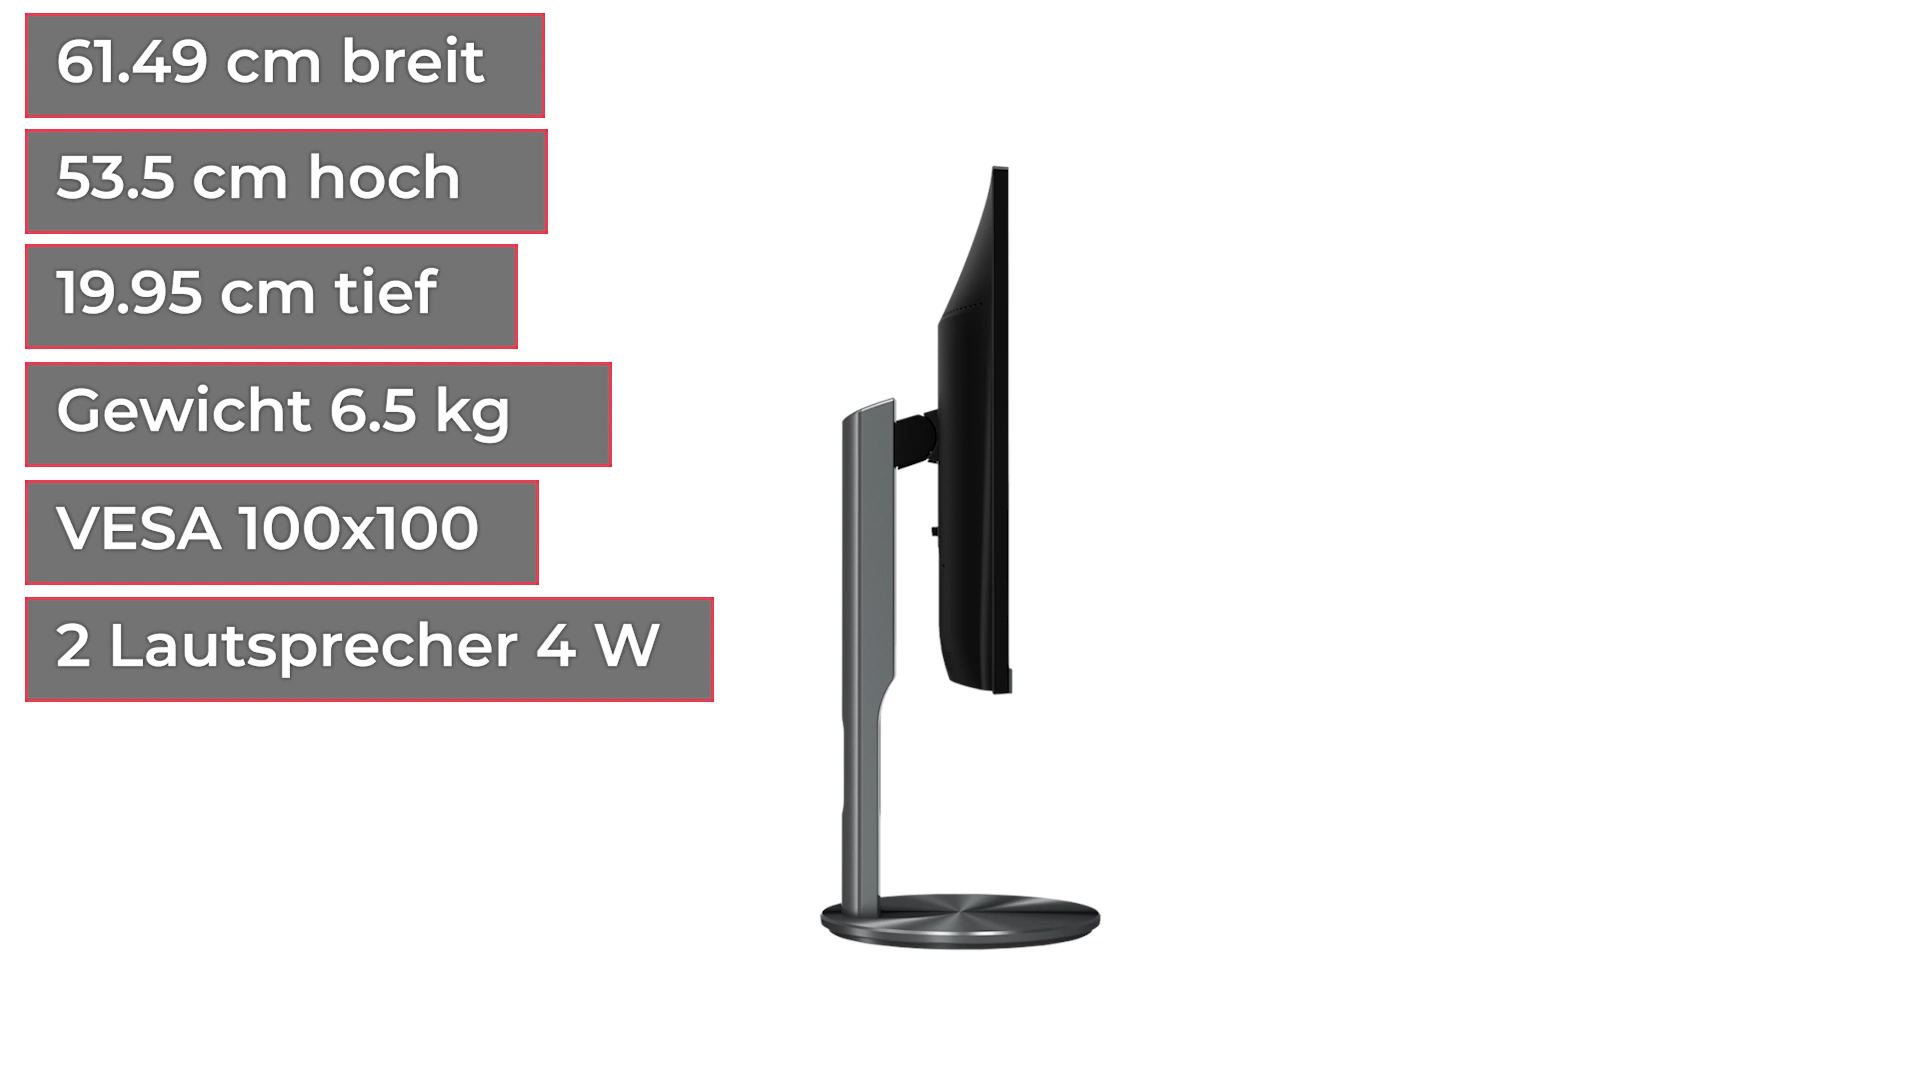 61.49 cm breit
53.5 cm hoch
19.95 cm tief
Gewicht 6.5 kg
VESA 100x100
2 Lautsprecher 4 W